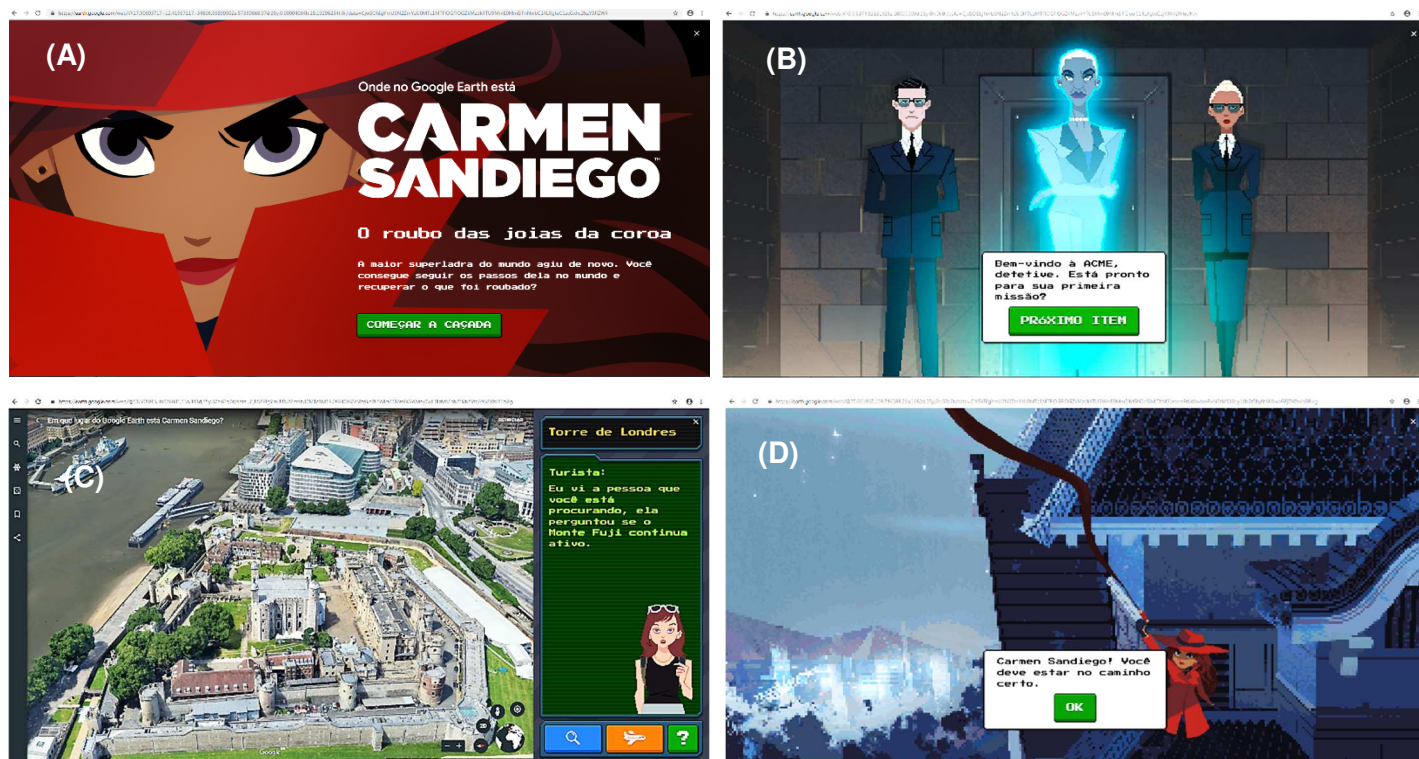 (A)
Onde no Google Earth está
CARMEN
SANDIEGO™
O roubo das joias da coroa
A maior superladra do mundo agiu de novo. Você
consegue seguir os passos dela no mundo e
recuperar o que foi roubado?
COMEÇAR A CAÇADA
(B)
Bem-vindo à ACME,
detetive. Está pronto
para sua primeira
missão?
PRÓXIMO ITEM
(C)
Em que lugar do Google Earth está Carmen Sandiego?
Torre de Londres
Turista:
Eu vi a pessoa que
você está
procurando, ela
perguntou se o
Monte Fuji continua
ativo.
Google
?
(D)
Carmen Sandiego! Você
deve estar no caminho
certo.
OK